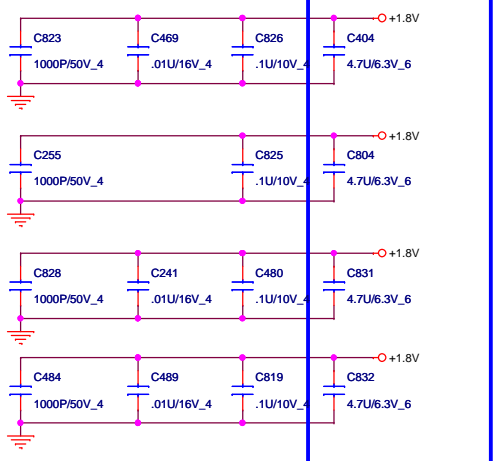 +1.8V
C823 C469 C826 C404
1000P/50V_4 .01U/16V_4 .1U/10V_4 4.7U/6.3V_6
+1.8V
C255 C825 C804
1000P/50V_4 .1U/10V_4 4.7U/6.3V_6
+1.8V
C828 C241 C480 C831
1000P/50V_4 .01U/16V_4 .1U/10V_4 4.7U/6.3V_6
+1.8V
C484 C489 C819 C832
1000P/50V_4 .01U/16V_4 .1U/10V_4 4.7U/6.3V_6